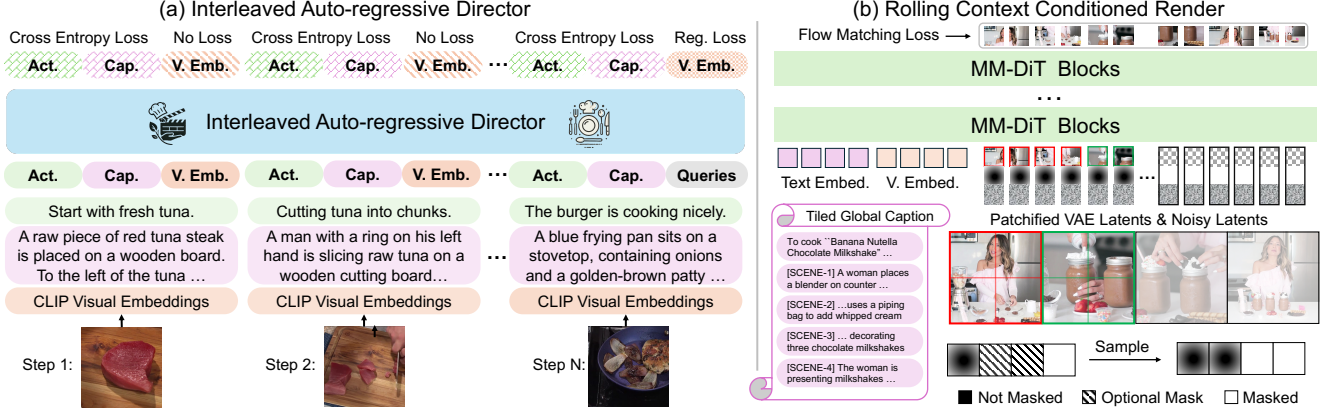 (a) Interleaved Auto-regressive Director
Cross Entropy Loss No Loss Cross Entropy Loss No Loss Cross Entropy Loss Reg. Loss
Act. Cap. V. Emb. Act. Cap. V. Emb. ... Act. Cap. V. Emb.
Interleaved Auto-regressive Director
Act. Cap. V. Emb. Act. Cap. V. Emb. ... Act. Cap. Queries
Start with fresh tuna.
A raw piece of red tuna steak
is placed on a wooden board.
To the left of the tuna ...
CLIP Visual Embeddings
Step 1:
Cutting tuna into chunks.
A man with a ring on his left
hand is slicing raw tuna on a
wooden cutting board...
CLIP Visual Embeddings
Step 2:
...
The burger is cooking nicely.
A blue frying pan sits on a
stovetop, containing onions
and a golden-brown patty ...
CLIP Visual Embeddings
Step N:
(b) Rolling Context Conditioned Render
Flow Matching Loss
MM-DiT Blocks
...
MM-DiT Blocks
Text Embed. V. Embed.
...
Patchified VAE Latents & Noisy Latents
Tiled Global Caption
To cook ``Banana Nutella
Chocolate Milkshake" ...
[SCENE-1] A woman places
a blender on counter ...
[SCENE-2] ...uses a piping
bag to add whipped cream
[SCENE-3] ... decorating
three chocolate milkshakes
[SCENE-4] The woman is
presenting milkshakes ...
Sample
Not Masked Optional Mask Masked